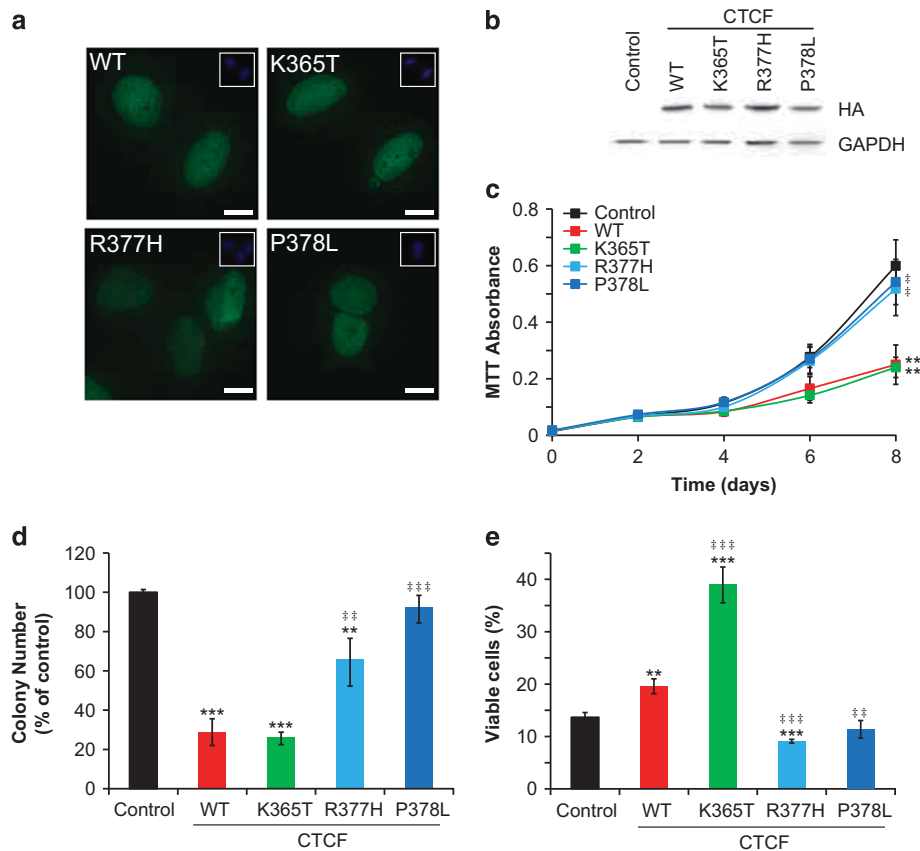 a
WT
K365T
R377H
P378L
b
CTCF
Control
WT
K365T
R377H
P378L
HA
GAPDH
c
Control
WT
K365T
R377H
P378L
MTT Absorbance
0.8
0.6
0.4
0.2
0
0 2 4 6 8
Time (days)
‡
‡
**
**
d
Colony Number
(% of control)
120
100
80
60
40
20
0
***
***
‡‡
**
‡‡‡
Control WT K365T R377H P378L
CTCF
e
Viable cells (%)
40
30
20
10
0
**
‡‡‡
***
‡‡‡
***
‡‡
Control WT K365T R377H P378L
CTCF